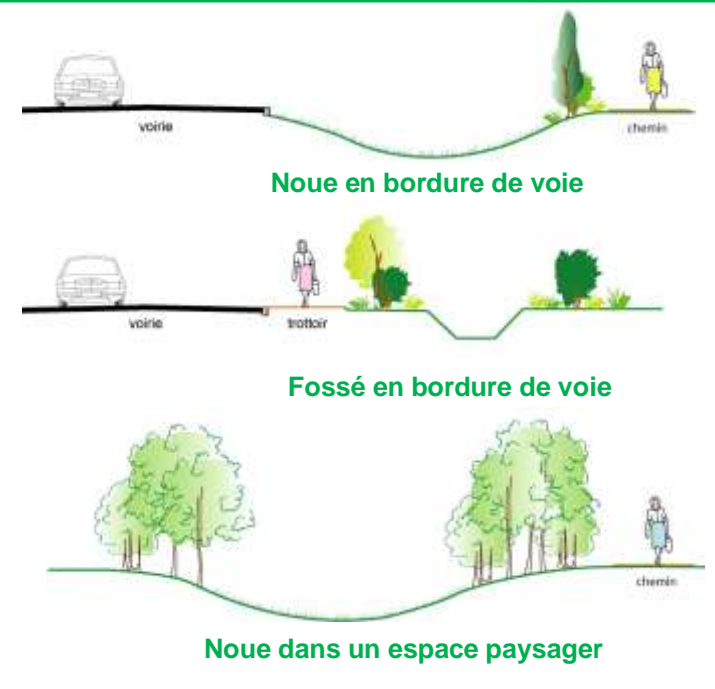 voirie
chemin
Noue en bordure de voie
voirie
trottoir
Fossé en bordure de voie
chemin
Noue dans un espace paysager